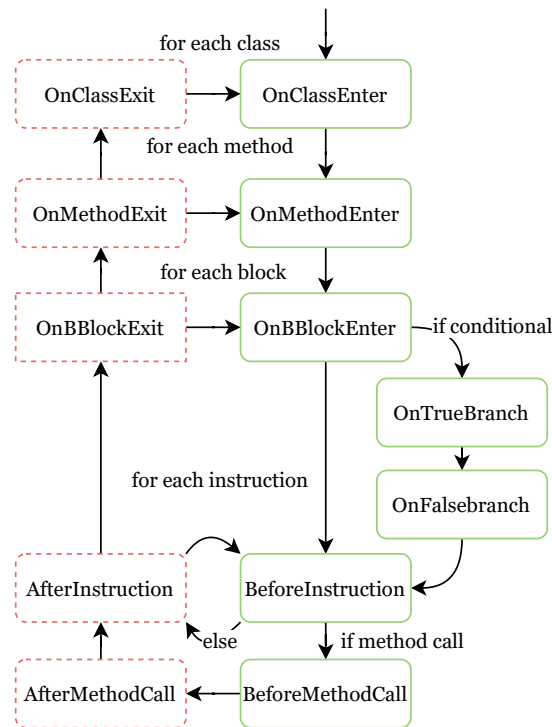 for each class
OnClassExit
OnClassEnter
for each method
OnMethodExit
OnMethodEnter
for each block
OnBBlockExit
OnBBlockEnter
if conditional
OnTrueBranch
for each instruction
OnFalsebranch
AfterInstruction
BeforeInstruction
else
if method call
AfterMethodCall
BeforeMethodCall